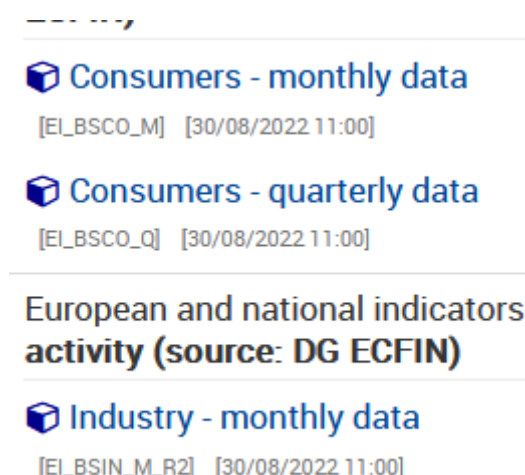 Consumers - monthly data
[EI_BSCO_M] [30/08/2022 11:00]
Consumers - quarterly data
[EI_BSCO_Q] [30/08/2022 11:00]
European and national indicators
activity (source: DG ECFIN)
Industry - monthly data
[EI_BSIN_M_R2] [30/08/2022 11:00]